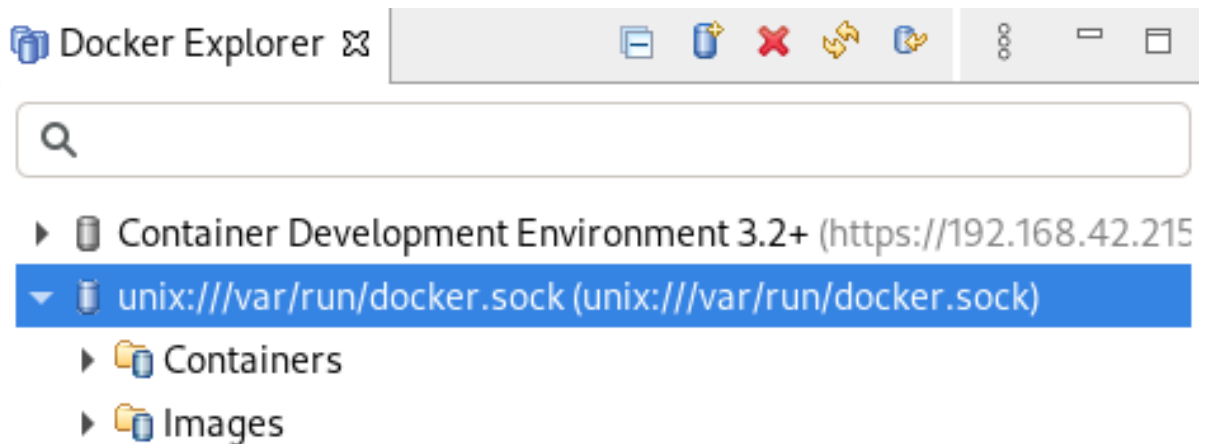 Docker Explorer
Container Development Environment 3.2+ (https://192.168.42.215
unix:///var/run/docker.sock (unix:///var/run/docker.sock)
Containers
Images